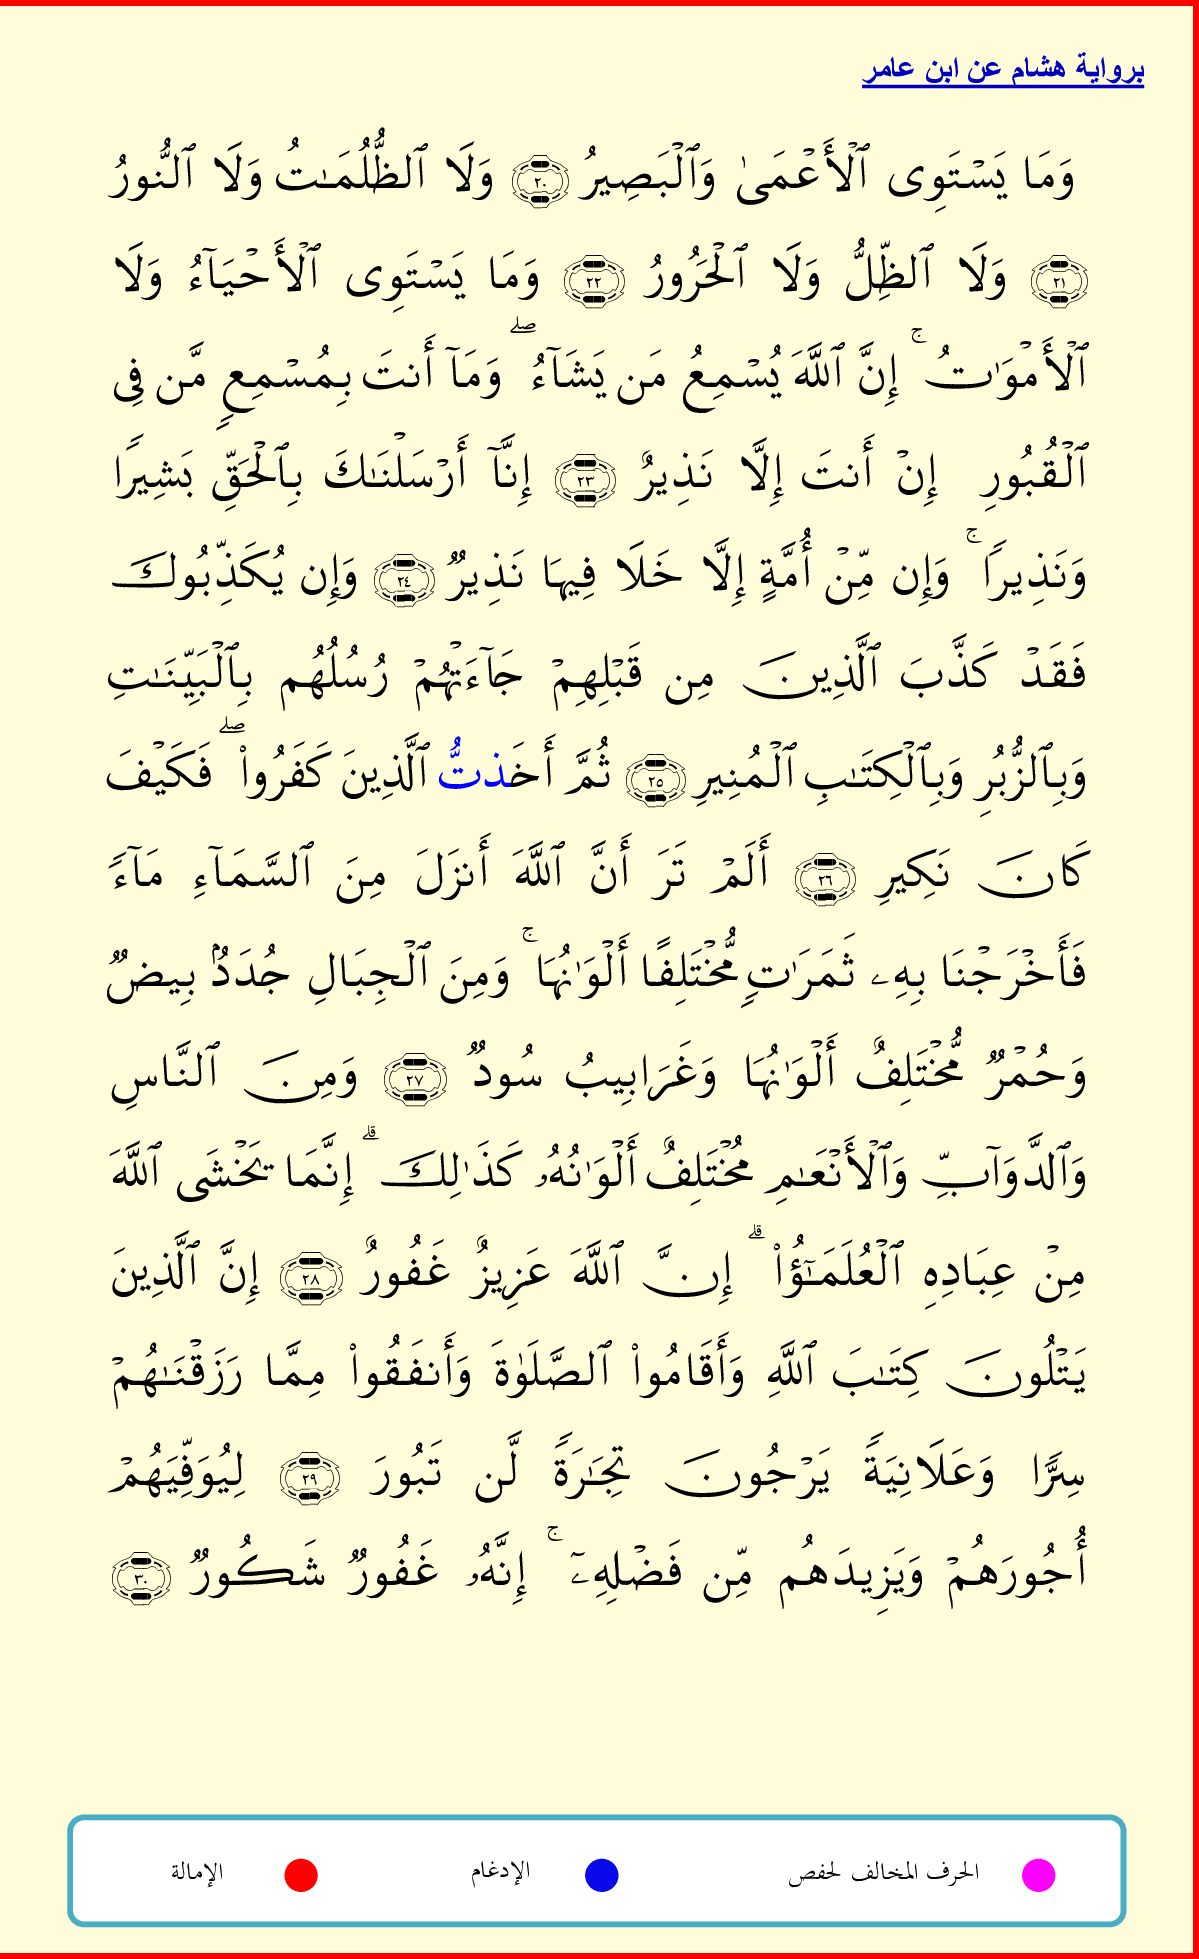 برواية هشام عن ابن عامر
وَمَا يَسْتَوِى ٱلْأَعْمَىٰ وَٱلْبَصِيرُ ٢٠ وَلَا ٱلظُّلُمَـٰتُ وَلَا ٱلنُّورُ
٢١ وَلَا ٱلظِّلُّ وَلَا ٱلْحَرُورُ ٢٢ وَمَا يَسْتَوِى ٱلْأَحْيَآءُ وَلَا
ٱلْأَمْوَٰتُ ۚ إِنَّ ٱللَّهَ يُسْمِعُ مَن يَشَآءُ ۖ وَمَآ أَنتَ بِمُسْمِعٍ مَّن فِى
ٱلْقُبُورِ إِنْ أَنتَ إِلَّا نَذِيرٌ ٢٣ إِنَّآ أَرْسَلْنَـٰكَ بِٱلْحَقِّ بَشِيرًا
وَنَذِيرًا ۚ وَإِن مِّنْ أُمَّةٍ إِلَّا خَلَا فِيهَا نَذِيرٌ ٢٤ وَإِن يُكَذِّبُوكَ
فَقَدْ كَذَّبَ ٱلَّذِينَ مِن قَبْلِهِمْ جَآءَتْهُمْ رُسُلُهُم بِٱلْبَيِّنَـٰتِ
وَبِٱلزُّبُرِ وَبِٱلْكِتَـٰبِ ٱلْمُنِيرِ ٢٥ ثُمَّ أَخَذتُّ ٱلَّذِينَ كَفَرُوا۟ ۖ فَكَيْفَ
كَانَ نَكِيرِ ٢٦ أَلَمْ تَرَ أَنَّ ٱللَّهَ أَنزَلَ مِنَ ٱلسَّمَآءِ مَآءً
فَأَخْرَجْنَا بِهِۦ ثَمَرَٰتٍ مُّخْتَلِفًا أَلْوَٰنُهَا ۚ وَمِنَ ٱلْجِبَالِ جُدَدٌۢ بِيضٌ
وَحُمْرٌ مُّخْتَلِفٌ أَلْوَٰنُهَا وَغَرَابِيبُ سُودٌ ٢٧ وَمِنَ ٱلنَّاسِ
وَٱلدَّوَآبِّ وَٱلْأَنْعَـٰمِ مُخْتَلِفٌ أَلْوَٰنُهُۥ كَذَٰلِكَ ۗ إِنَّمَا يَخْشَى ٱللَّهَ
مِنْ عِبَادِهِ ٱلْعُلَمَـٰٓؤُا۟ ۗ إِنَّ ٱللَّهَ عَزِيزٌ غَفُورٌ ٢٨ إِنَّ ٱلَّذِينَ
يَتْلُونَ كِتَـٰبَ ٱللَّهِ وَأَقَامُوا۟ ٱلصَّلَوٰةَ وَأَنفَقُوا۟ مِمَّا رَزَقْنَـٰهُمْ
سِرًّا وَعَلَانِيَةً يَرْجُونَ تِجَـٰرَةً لَّن تَبُورَ ٢٩ لِيُوَفِّيَهُمْ
أُجُورَهُمْ وَيَزِيدَهُم مِّن فَضْلِهِۦٓ ۚ إِنَّهُۥ غَفُورٌ شَكُورٌ ٣٠
الحرف المخالف لحفص الإدغام الإمالة